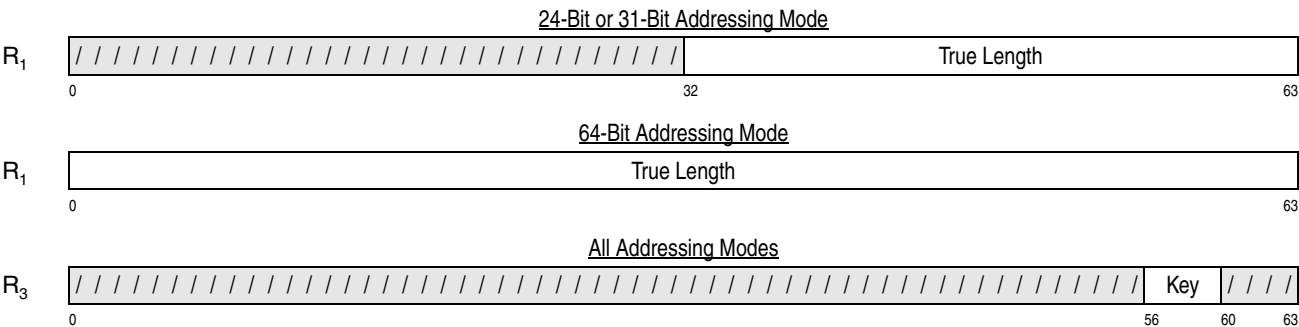 24-Bit or 31-Bit Addressing Mode
R₁ / / / / / / / / / / / / / / / / / / / / / / / / / / / / / / / / True Length
0 32 63
64-Bit Addressing Mode
R₁ True Length
0 63
All Addressing Modes
R₃ / / / / / / / / / / / / / / / / / / / / / / / / / / / / / / / / / / / / / / / / / / / / / / / / / / / / / / / / Key / / / /
0 56 60 63